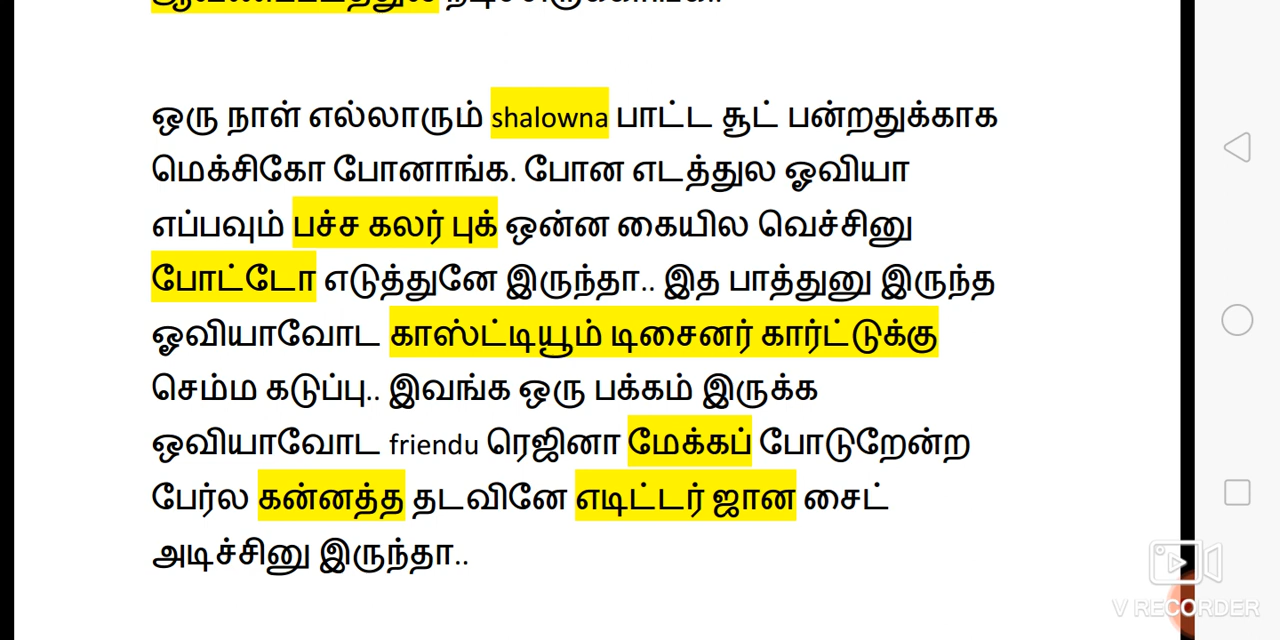 ஒரு நாள் எல்லாரும் shalowna பாட்ட சூட் பன்றதுக்காக
மெக்சிகோ போனாங்க. போன எடத்துல ஓவியா
எப்பவும் பச்ச கலர் புக் ஒன்ன கையில வெச்சினு
போட்டோ எடுத்துனே இருந்தா.. இத பாத்துனு இருந்த
ஓவியாவோட காஸ்ட்டியூம் டிசைனர் கார்ட்டுக்கு
செம்ம கடுப்பு.. இவங்க ஒரு பக்கம் இருக்க
ஒவியாவோட friendu ரெஜினா மேக்கப் போடுறேன்ற
பேர்ல கன்னத்த தடவினே எடிட்டர் ஜான சைட்
அடிச்சினு இருந்தா..
V RECORDER